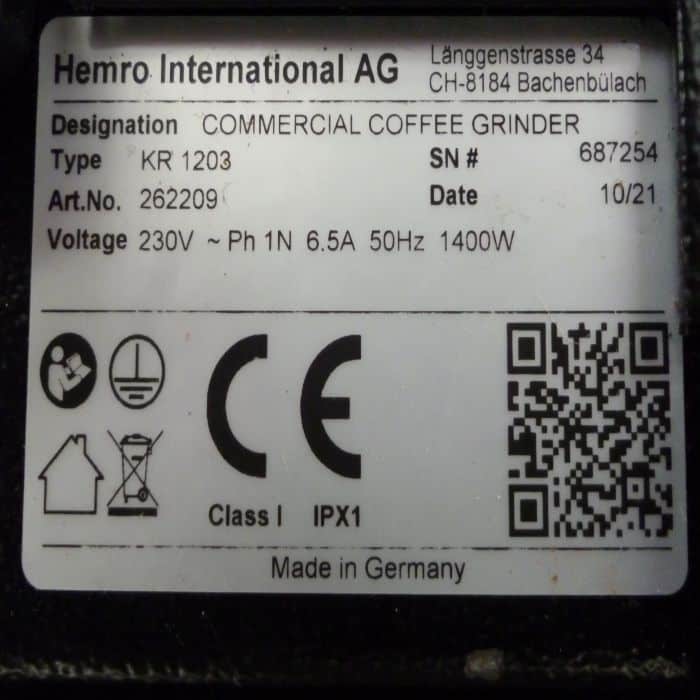 Hemro International AG
Länggenstrasse 34
CH-8184 Bachenbülach
Designation COMMERCIAL COFFEE GRINDER
Type KR 1203 SN # 687254
Art.No. 262209 Date 10/21
Voltage 230V ~ Ph 1N 6.5A 50Hz 1400W
CE
Class I IPX1
Made in Germany